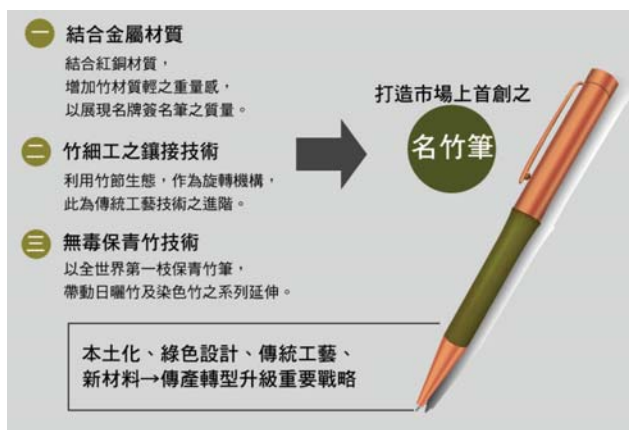 一 結合金屬材質
結合紅銅材質，
增加竹材質輕之重量感，
以展現名牌簽名筆之質量。
二 竹細工之鑲接技術
利用竹節生態，作為旋轉機構，
此為傳統工藝技術之進階。
三 無毒保青竹技術
以全世界第一枝保青竹筆，
帶動日曬竹及染色竹之系列延伸。
打造市場上首創之
名竹筆
本土化、綠色設計、傳統工藝、
新材料→傳產轉型升級重要戰略